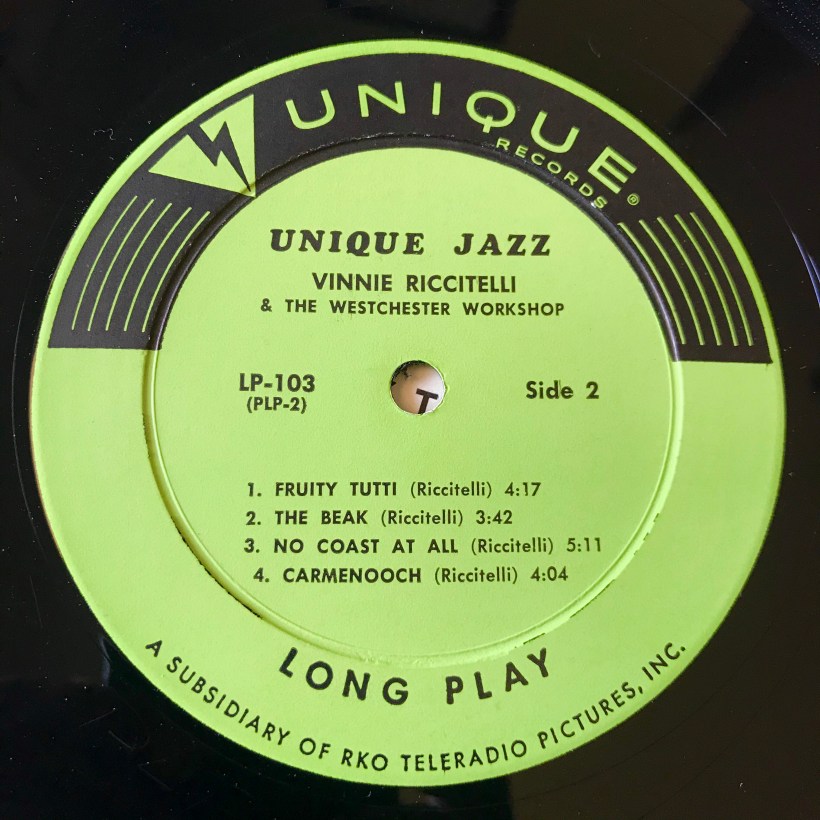 UNIQUE®
RECORDS
UNIQUE JAZZ
VINNIE RICCITELLI
& THE WESTCHESTER WORKSHOP
LP-103
(PLP-2)
Side 2
T
1. FRUITY TUTTI (Riccitelli) 4:17
2. THE BEAK (Riccitelli) 3:42
3. NO COAST AT ALL (Riccitelli) 5:11
4. CARMENOOCH (Riccitelli) 4:04
LONG PLAY
A SUBSIDIARY OF RKO TELERADIO PICTURES, INC.